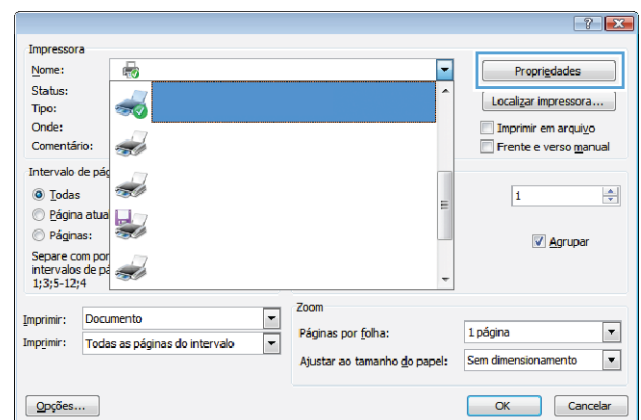 Impressora
Nome:
Propriedades
Status:
Tipo:
Localizar impressora...
Onde:
Imprimir em arquivo
Comentário:
Frente e verso manual
Intervalo de pág
Todas
1
Página atua
Páginas:
Agrupar
Separe com por
intervalos de pá
1;3;5-12;4
Imprimir: Documento
Imprimir: Todas as páginas do intervalo
Zoom
Páginas por folha: 1 página
Ajustar ao tamanho do papel: Sem dimensionamento
Opções...
OK
Cancelar